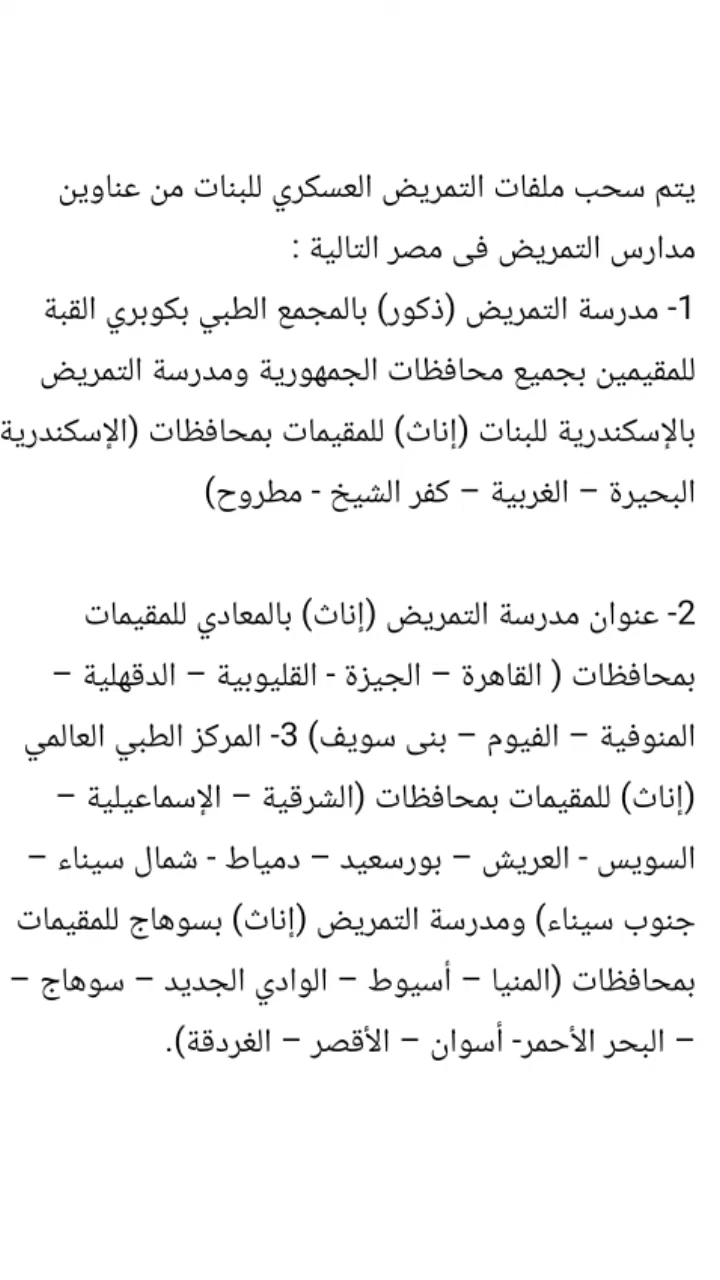 يتم سحب ملفات التمريض العسكري للبنات من عناوين
مدارس التمريض فى مصر التالية :
1- مدرسة التمريض (ذكور) بالمجمع الطبي بكوبري القبة
للمقيمين بجميع محافظات الجمهورية ومدرسة التمريض
بالإسكندرية للبنات (إناث) للمقيمات بمحافظات (الإسكندرية
البحيرة – الغربية – كفر الشيخ - مطروح)
2- عنوان مدرسة التمريض (إناث) بالمعادي للمقيمات
بمحافظات ( القاهرة – الجيزة - القليوبية – الدقهلية –
المنوفية – الفيوم – بنى سويف) 3- المركز الطبي العالمي
(إناث) للمقيمات بمحافظات (الشرقية – الإسماعيلية –
السويس - العريش – بورسعيد – دمياط - شمال سيناء –
جنوب سيناء) ومدرسة التمريض (إناث) بسوهاج للمقيمات
بمحافظات (المنيا – أسيوط – الوادي الجديد – سوهاج –
– البحر الأحمر- أسوان – الأقصر – الغردقة).